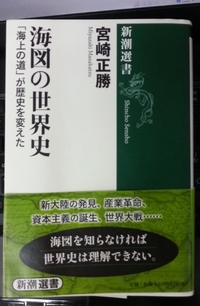 新潮選書
Shincho Sensho
宮崎正勝
Miyazaki Masakatsu
海図の世界史
「海上の道」が歴史を変えた
新大陸の発見、産業革命、
資本主義の誕生、世界大戦……
海図を知らなければ
世界史は理解できない。
新潮選書